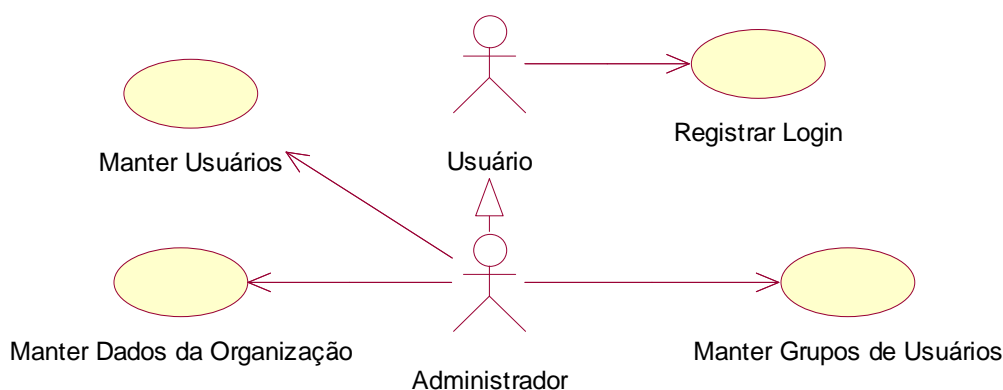 Registrar Login
Manter Usuários
Usuário
Manter Dados da Organização
Manter Grupos de Usuários
Administrador